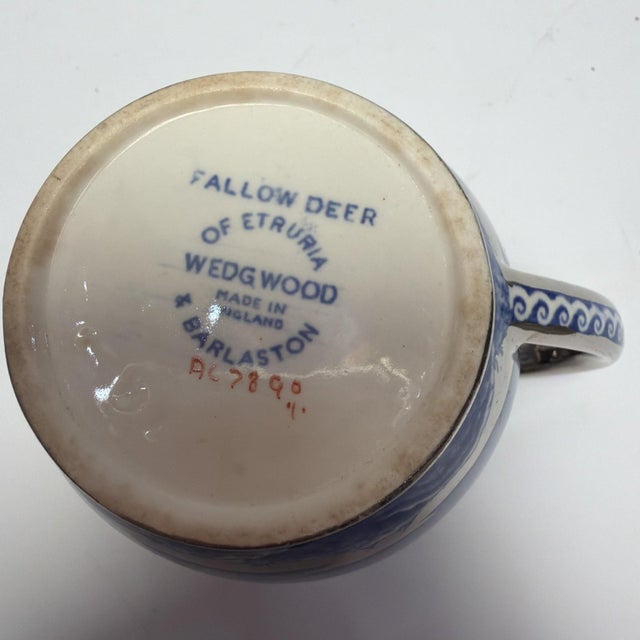 FALLOW DEER
OF ETRURIA
WEDGWOOD
MADE IN
ENGLAND
& BARLASTON
AL7890